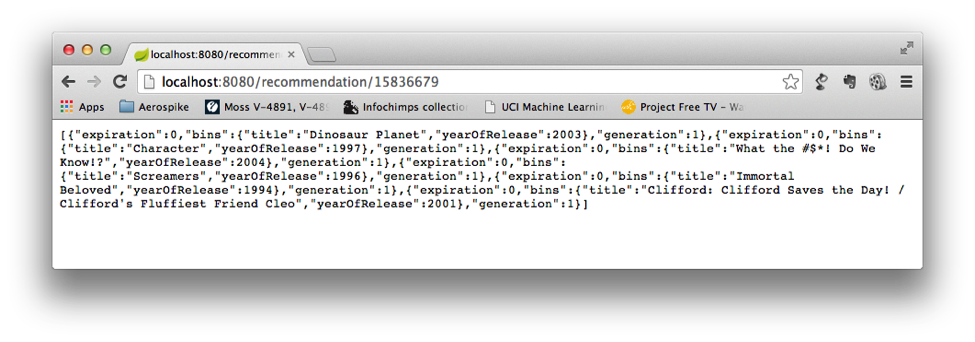 localhost:8080/recommen
localhost:8080/recommendation/15836679
Apps Aerospike Moss V-4891, V-48 Infochimps collectio UCI Machine Learnin Project Free TV – Wa
[{"expiration":0,"bins":{"title":"Dinosaur Planet","yearOfRelease":2003},"generation":1},{"expiration":0,"bins":
{"title":"Character","yearOfRelease":1997},"generation":1},{"expiration":0,"bins":{"title":"What the #$*! Do We
Know!?","yearOfRelease":2004},"generation":1},{"expiration":0,"bins":
{"title":"Screamers","yearOfRelease":1996},"generation":1},{"expiration":0,"bins":{"title":"Immortal
Beloved","yearOfRelease":1994},"generation":1},{"expiration":0,"bins":{"title":"Clifford: Clifford Saves the Day! /
Clifford's Fluffiest Friend Cleo","yearOfRelease":2001},"generation":1}]